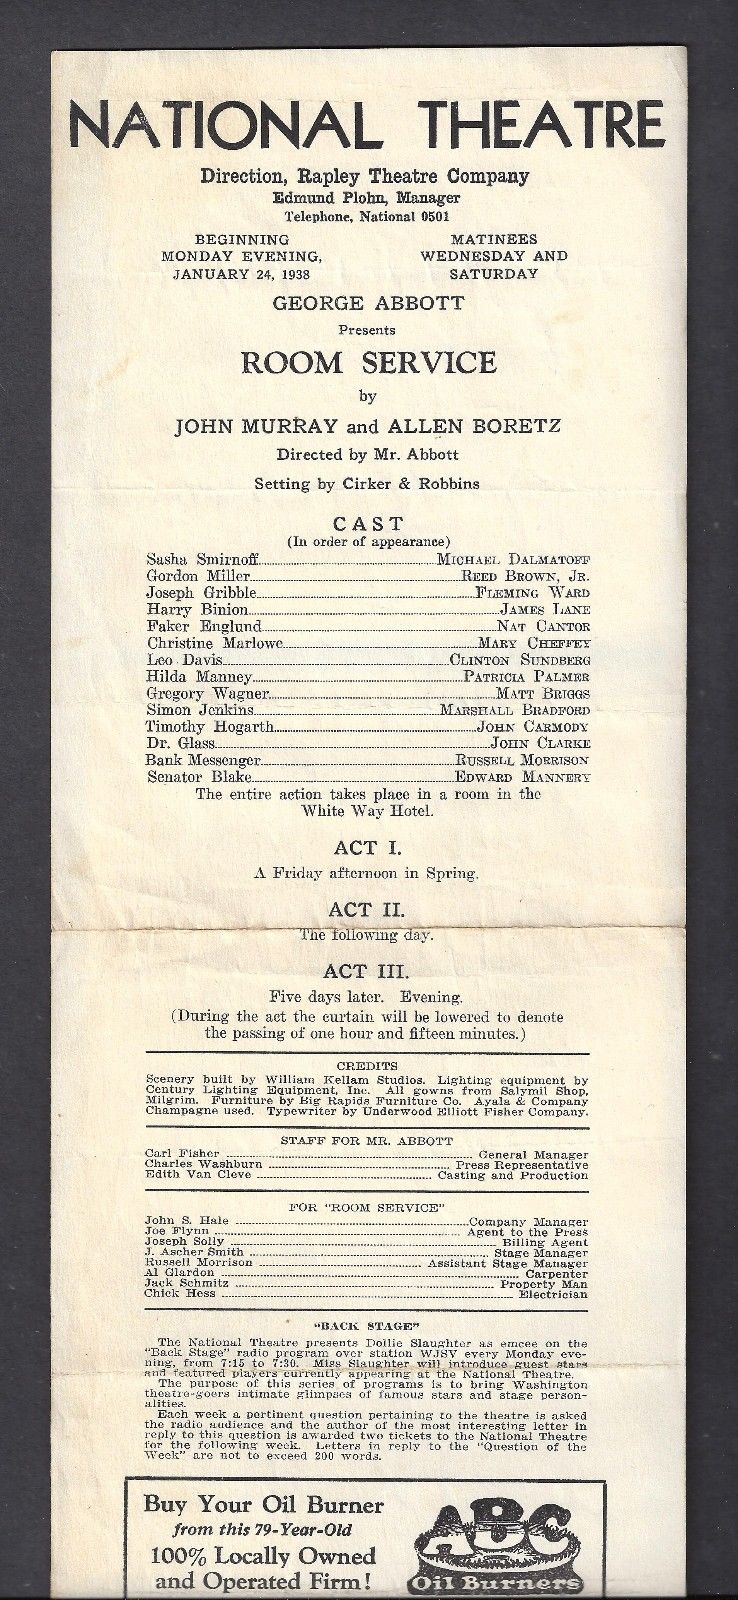 NATIONAL THEATRE
Direction, Rapley Theatre Company
Edmund Plohn, Manager
Telephone, National 0501
BEGINNING
MONDAY EVENING,
JANUARY 24, 1938
MATINEES
WEDNESDAY AND
SATURDAY
GEORGE ABBOTT
Presents
ROOM SERVICE
by
JOHN MURRAY and ALLEN BORETZ
Directed by Mr. Abbott
Setting by Cirker & Robbins
CAST
(In order of appearance)
Sasha Smirnoff MICHAEL DALMATOFF
Gordon Miller REED BROWN, JR.
Joseph Gribble FLEMING WARD
Harry Binion JAMES LANE
Faker Englund NAT CANTOR
Christine Marlowe MARY CHEFFEY
Leo Davis CLINTON SUNDBERG
Hilda Manney PATRICIA PALMER
Gregory Wagner MATT BRIGGS
Simon Jenkins MARSHALL BRADFORD
Timothy Hogarth JOHN CARMODY
Dr. Glass JOHN CLARKE
Bank Messenger RUSSELL MORRISON
Senator Blake EDWARD MANNERY
The entire action takes place in a room in the
White Way Hotel.
ACT I.
A Friday afternoon in Spring.
ACT II.
The following day.
ACT III.
Five days later. Evening.
(During the act the curtain will be lowered to denote
the passing of one hour and fifteen minutes.)
CREDITS
Scenery built by William Kellam Studios. Lighting equipment by
Century Lighting Equipment, Inc. All gowns from Salymil Shop,
Milgrim. Furniture by Big Rapids Furniture Co. Ayala & Company
Champagne used. Typewriter by Underwood Elliott Fisher Company.
STAFF FOR MR. ABBOTT
Carl Fisher General Manager
Charles Washburn Press Representative
Edith Van Cleve Casting and Production
FOR "ROOM SERVICE"
John S. Hale Company Manager
Joe Flynn Agent to the Press
Joseph Solly Billing Agent
J. Ascher Smith Stage Manager
Russell Morrison Assistant Stage Manager
Al Glardon Carpenter
Jack Schmitz Property Man
Chick Hess Electrician
"BACK STAGE"
The National Theatre presents Dollie Slaughter as emcee on the
"Back Stage" radio program over station WJSV every Monday eve-
ning, from 7:15 to 7:30. Miss Slaughter will introduce guest stars
and featured players currently appearing at the National Theatre.
The purpose of this series of programs is to bring Washington
theatre-goers intimate glimpses of famous stars and stage person-
alities.
Each week a pertinent question pertaining to the theatre is asked
the radio audience and the author of the most interesting letter in
reply to this question is awarded two tickets to the National Theatre
for the following week. Letters in reply to the "Question of the
Week" are not to exceed 200 words.
Buy Your Oil Burner
from this 79-Year-Old
100% Locally Owned
and Operated Firm!
ABC
Oil Burners